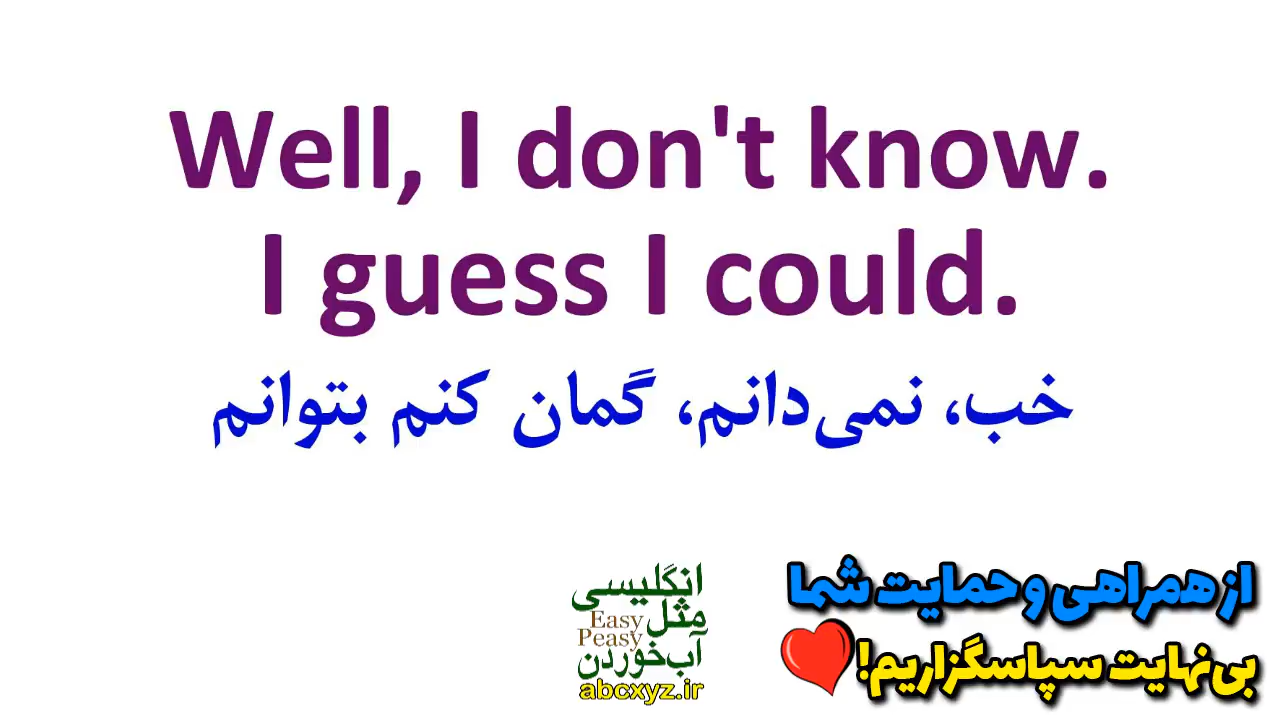 Well, I don't know.
I guess I could.
خب، نمی‌دانم، گمان کنم بتوانم
انگلیسی
مثل
Easy
Peasy
آب‌خوردن
abcxyz.ir
از همراهی و حمایت شما
بی‌نهایت سپاسگزاریم!